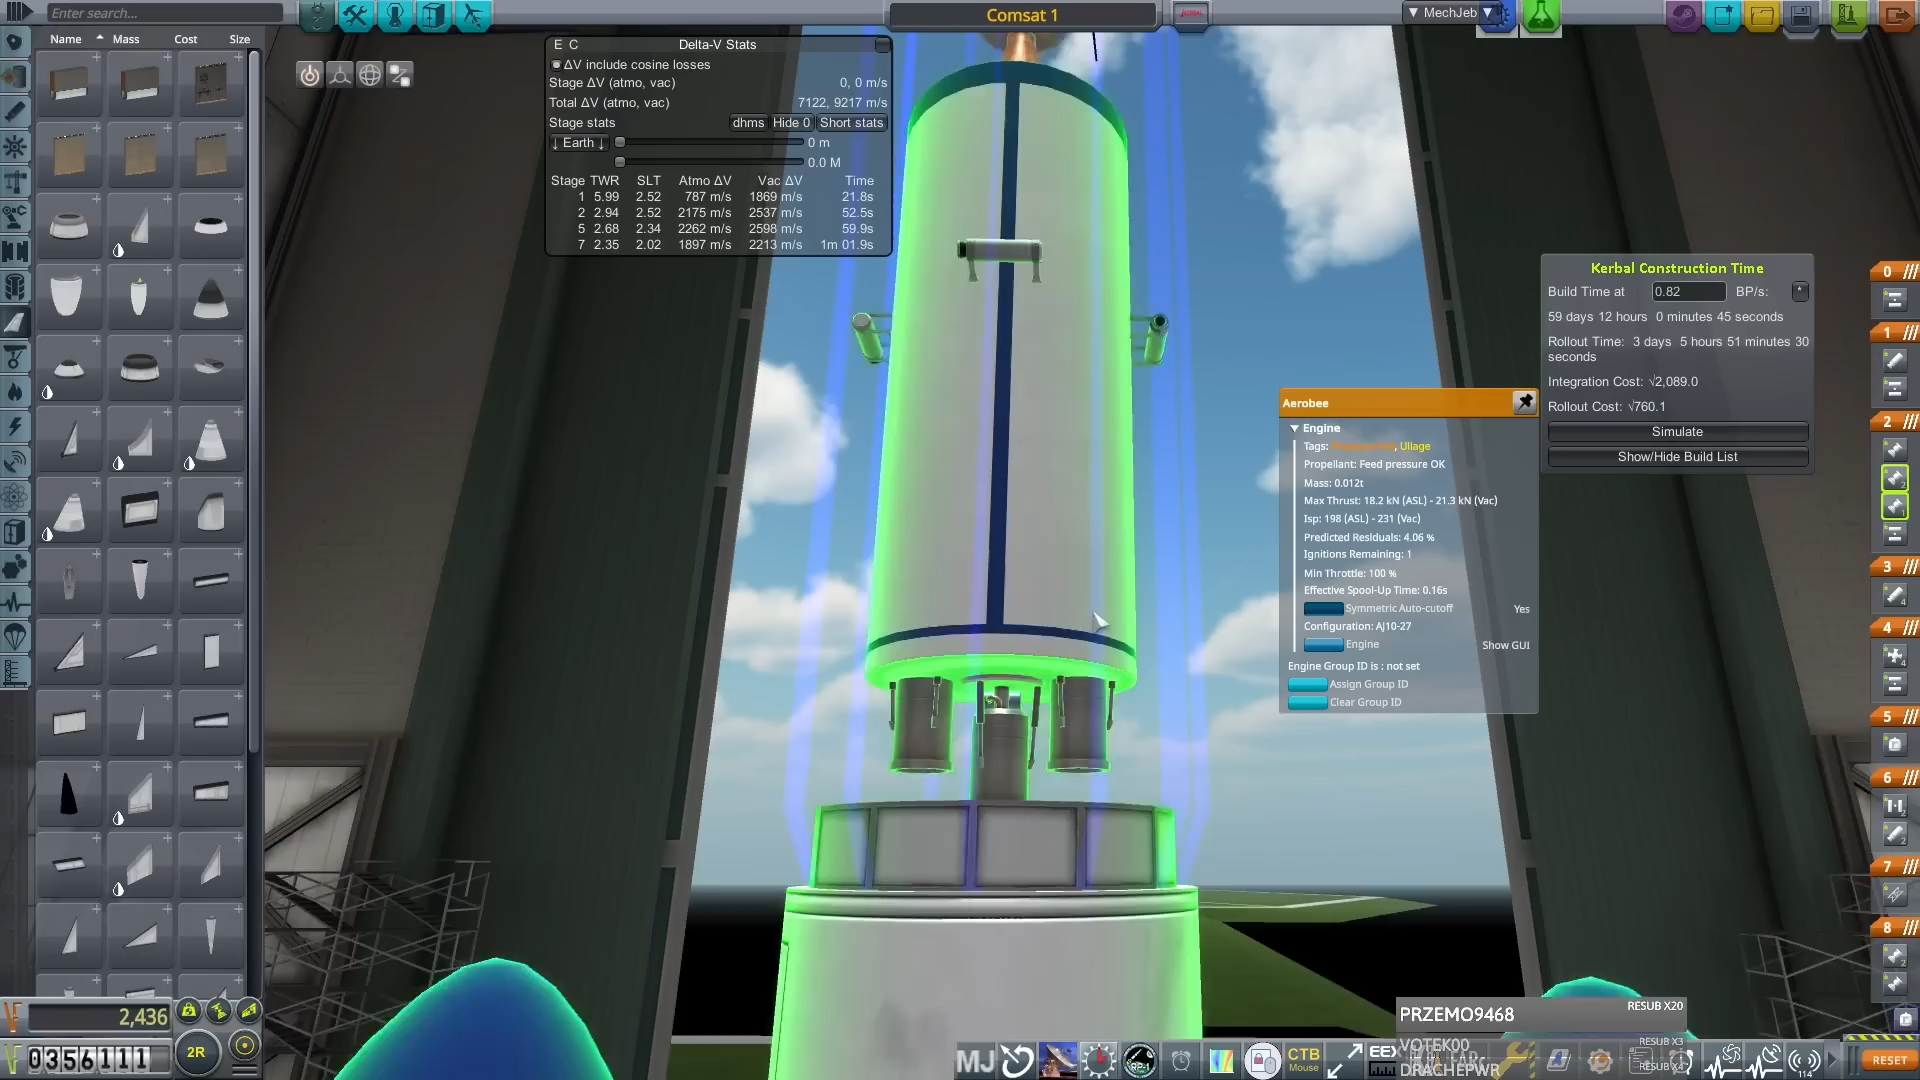 Enter search...
Comsat 1
MechJeb
Name Mass Cost Size
E C Delta-V Stats
ΔV include cosine losses
Stage ΔV (atmo, vac) 0, 0 m/s
Total ΔV (atmo, vac) 7122, 9217 m/s
Stage stats dhms Hide 0 Short stats
↓ Earth ↓ 0 m
0.0 M
Stage TWR SLT Atmo ΔV Vac ΔV Time
1 5.99 2.52 787 m/s 1869 m/s 21.8s
2 2.94 2.52 2175 m/s 2537 m/s 52.5s
5 2.68 2.34 2262 m/s 2598 m/s 59.9s
7 2.35 2.02 1897 m/s 2213 m/s 1m 01.9s
Kerbal Construction Time
Build Time at 0.82 BP/s: *
59 days 12 hours 0 minutes 45 seconds
Rollout Time: 3 days 5 hours 51 minutes 30
seconds
Integration Cost: √2,089.0
Rollout Cost: √760.1
Simulate
Show/Hide Build List
Aerobee
Engine
Tags: , Ullage
Propellant: Feed pressure OK
Mass: 0.012t
Max Thrust: 18.2 kN (ASL) - 21.3 kN (Vac)
Isp: 198 (ASL) - 231 (Vac)
Predicted Residuals: 4.06 %
Ignitions Remaining: 1
Min Throttle: 100 %
Effective Spool-Up Time: 0.16s
Symmetric Auto-cutoff Yes
Configuration: AJ10-27
Engine Show GUI
Engine Group ID is : not set
Assign Group ID
Clear Group ID
0
1
2
3
4
5
6
7
8
2,436
0356111
2R
PRZEMO9468 RESUB X20
VOTEK00 RESUB X3
DRACHEPWR RESUB X4
MJ
RP-1
CTB
Mouse
EEX
114
RESET